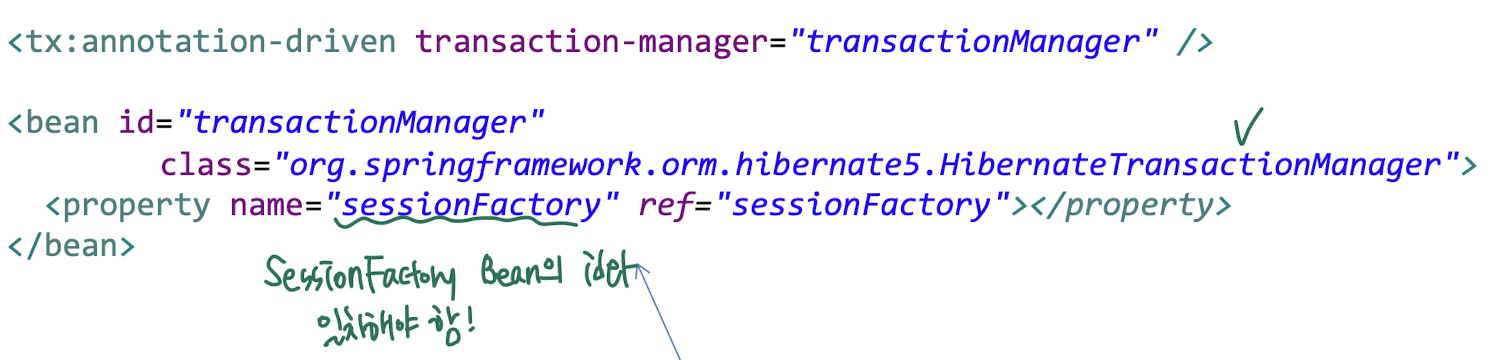 <tx:annotation-driven transaction-manager="transactionManager" />
<bean id="transactionManager"
class="org.springframework.orm.hibernate5.HibernateTransactionManager">
<property name="sessionFactory" ref="sessionFactory"></property>
</bean>
SessionFactory Bean의 id와
일치해야 함!